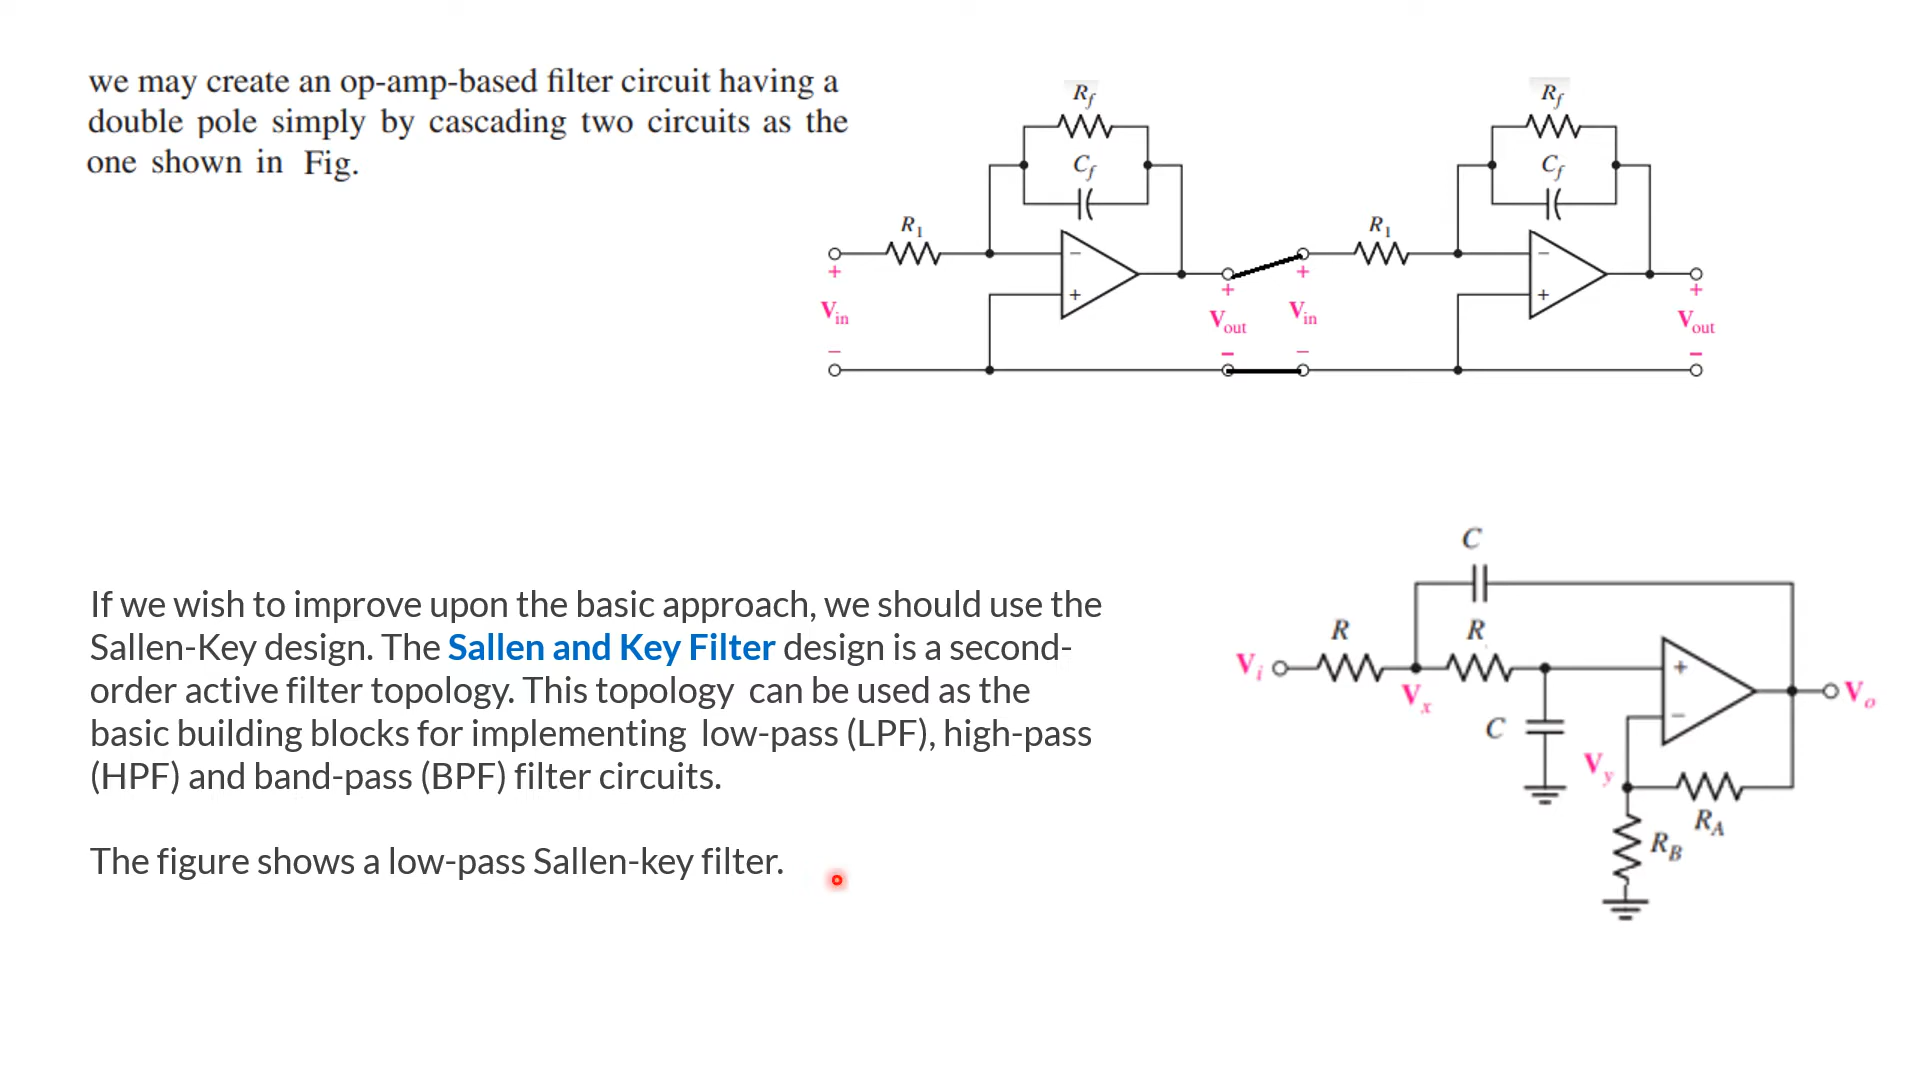 we may create an op-amp-based filter circuit having a
double pole simply by cascading two circuits as the
one shown in Fig.
Rf
Rf
Cf
Cf
R1
R1
−
−
+
+
+
+
+
+
Vin
Vout
Vin
Vout
−
−
−
−
If we wish to improve upon the basic approach, we should use the
Sallen-Key design. The Sallen and Key Filter design is a second-
order active filter topology. This topology can be used as the
basic building blocks for implementing low-pass (LPF), high-pass
(HPF) and band-pass (BPF) filter circuits.
The figure shows a low-pass Sallen-key filter.
C
R
R
Vi
+
Vx
Vo
C
−
Vy
RA
RB